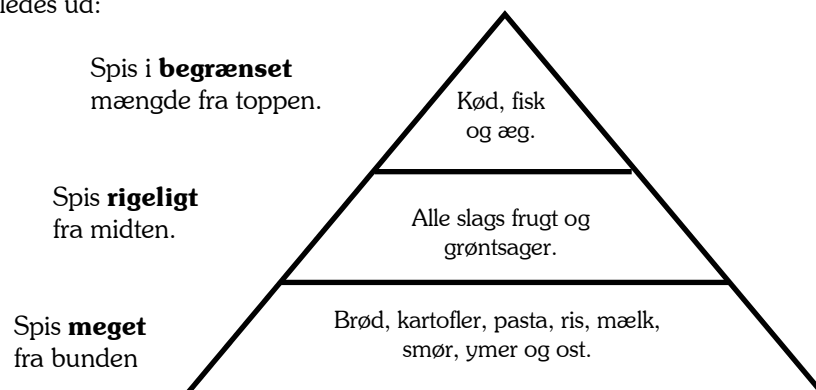 ledes ud:
Spis i begrænset
mængde fra toppen.
Kød, fisk
og æg.
Spis rigeligt
fra midten.
Alle slags frugt og
grøntsager.
Spis meget
fra bunden
Brød, kartofler, pasta, ris, mælk,
smør, ymer og ost.